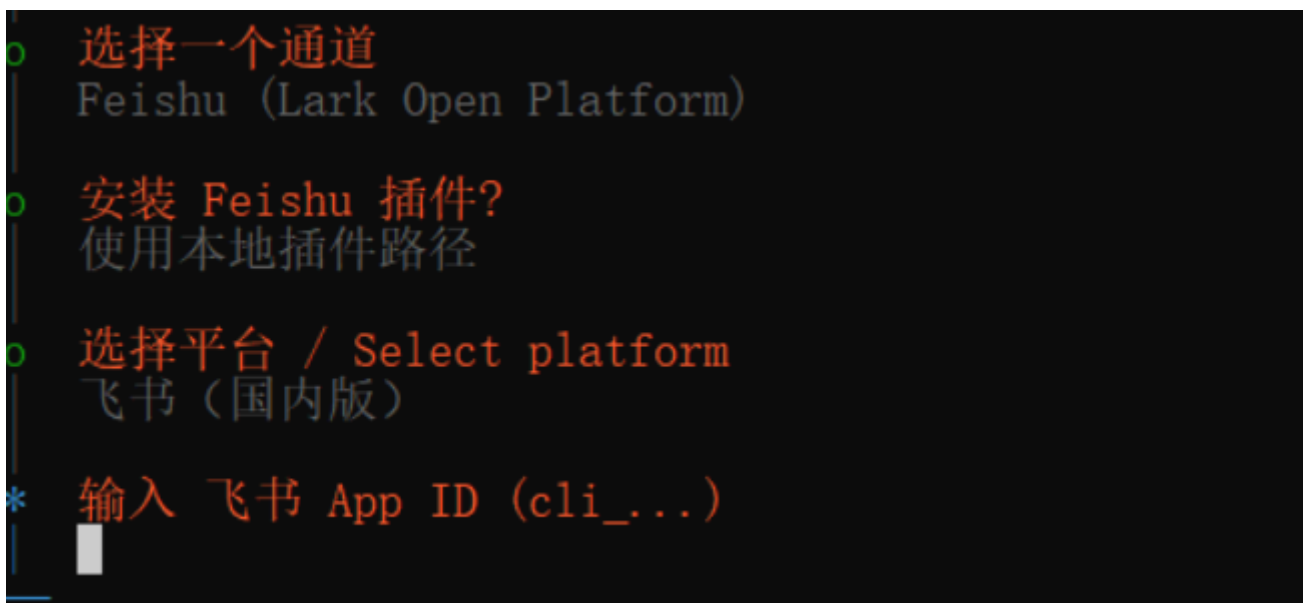 选择一个通道
Feishu (Lark Open Platform)
安装 Feishu 插件?
使用本地插件路径
选择平台 / Select platform
飞书（国内版）
输入 飞书 App ID (cli_...)